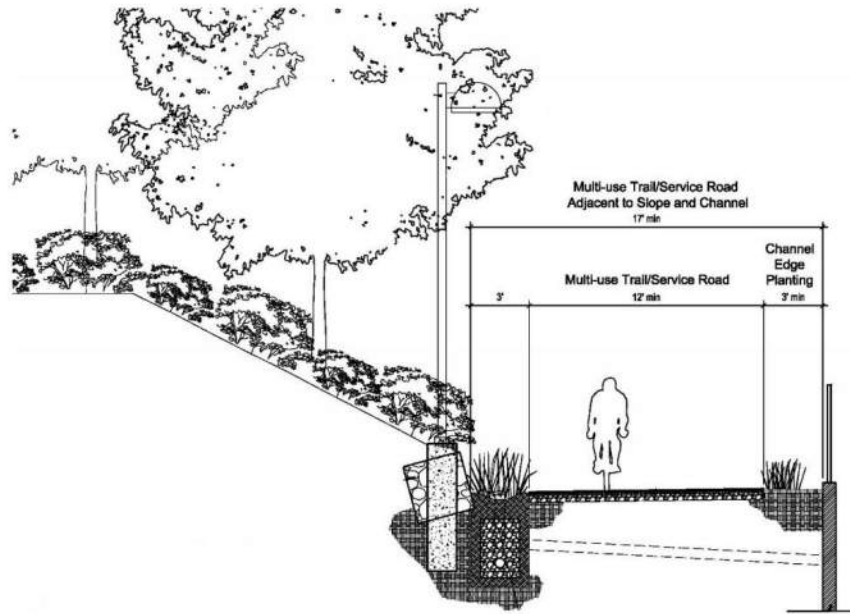 Multi-use Trail/Service Road
Adjacent to Slope and Channel
17' min
Channel
Edge
Planting
Multi-use Trail/Service Road
3'
12' min
3' min